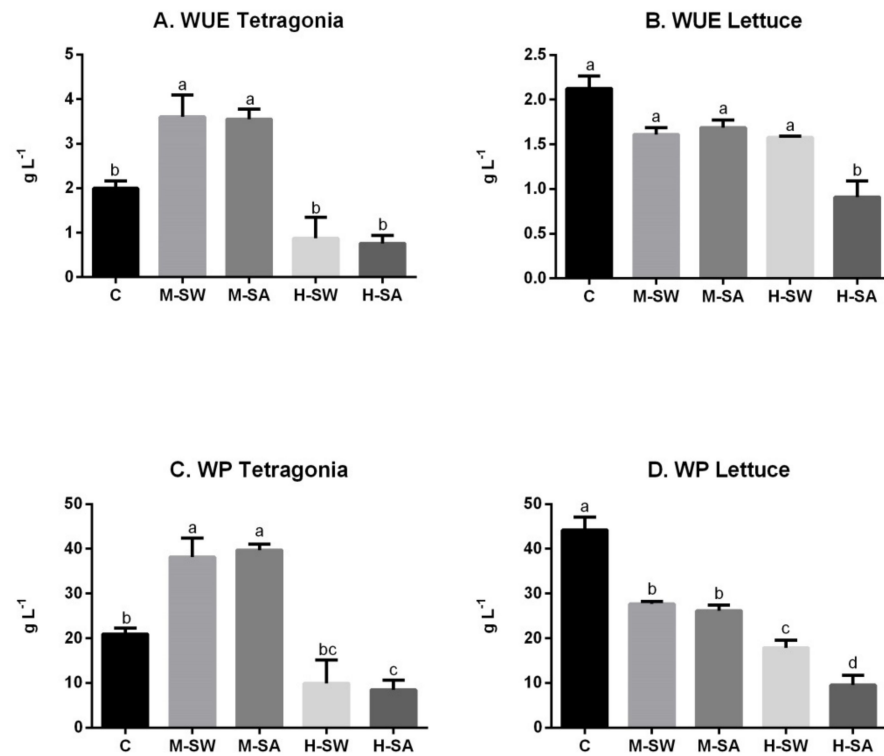 A. WUE Tetragonia
g L⁻¹
5
4
3
2
1
0
b
a
a
b
b
C M-SW M-SA H-SW H-SA
B. WUE Lettuce
g L⁻¹
2.5
2.0
1.5
1.0
0.5
0.0
a
a
a
a
b
C M-SW M-SA H-SW H-SA
C. WP Tetragonia
g L⁻¹
50
40
30
20
10
0
b
a
a
bc
c
C M-SW M-SA H-SW H-SA
D. WP Lettuce
g L⁻¹
50
40
30
20
10
0
a
b
b
c
d
C M-SW M-SA H-SW H-SA